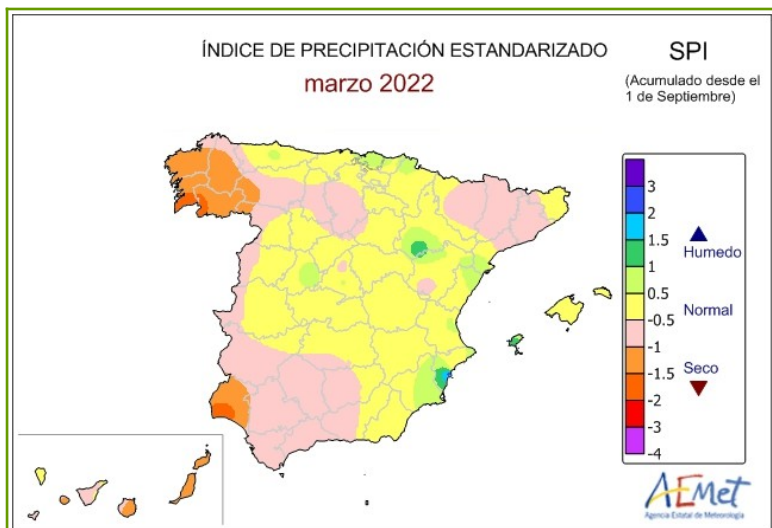 ÍNDICE DE PRECIPITACIÓN ESTANDARIZADO
marzo 2022
SPI
(Acumulado desde el
1 de Septiembre)
3
2
1.5
1
0.5
-0.5
-1
-1.5
-2
-3
-4
Humedo
Normal
Seco
AEMet
Agencia Estatal de Meteorología